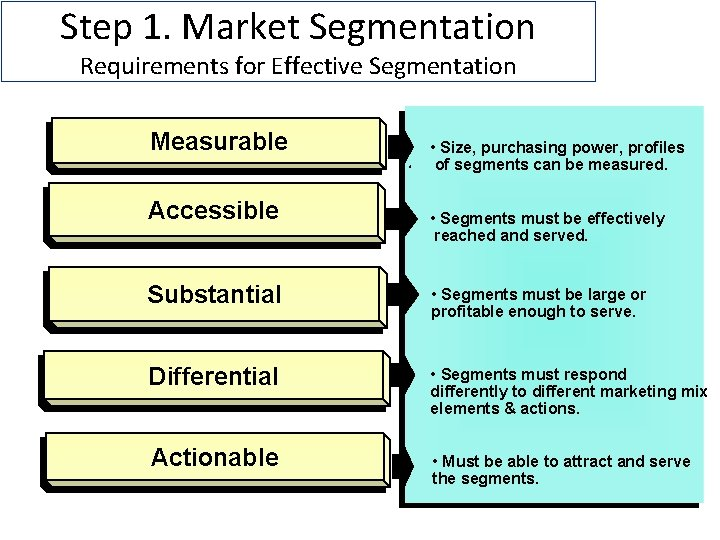 Step 1. Market Segmentation
Requirements for Effective Segmentation
Measurable
• Size, purchasing power, profiles
of segments can be measured.
Accessible
• Segments must be effectively
reached and served.
Substantial
• Segments must be large or
profitable enough to serve.
Differential
• Segments must respond
differently to different marketing mix
elements & actions.
Actionable
• Must be able to attract and serve
the segments.